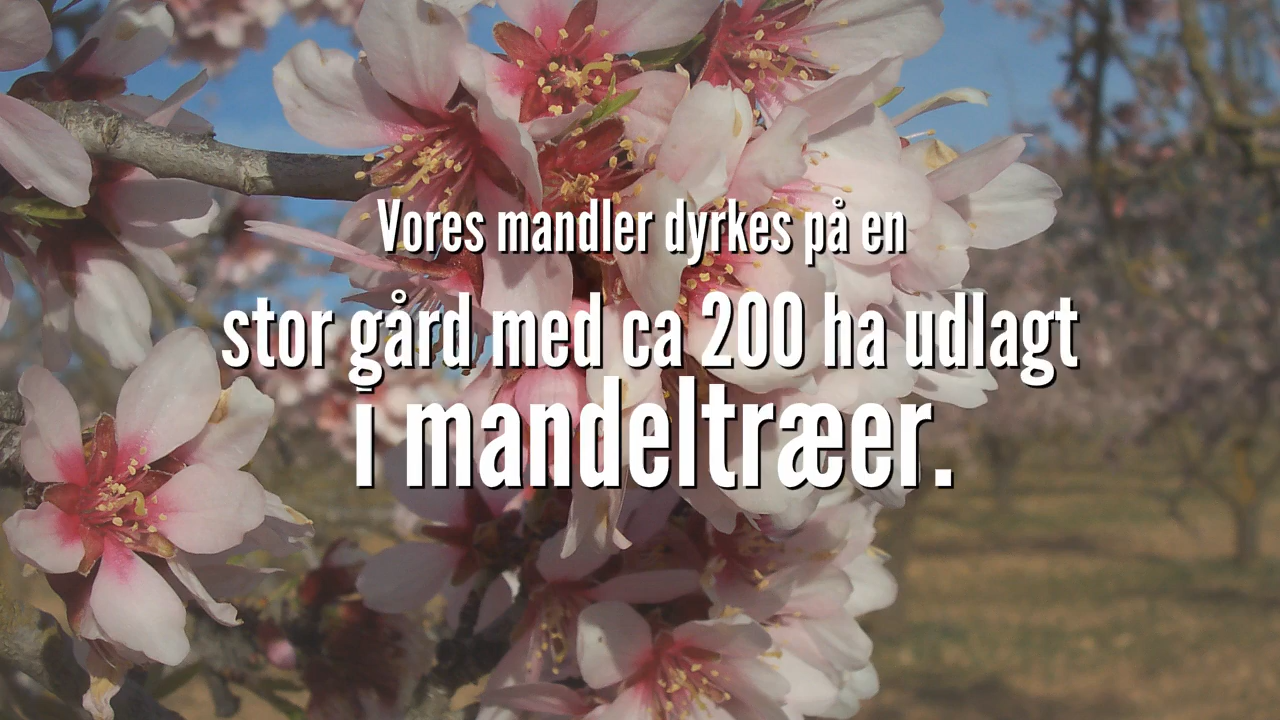 Vores mandler dyrkes på en
stor gård med ca 200 ha udlagt
i mandeltræer.